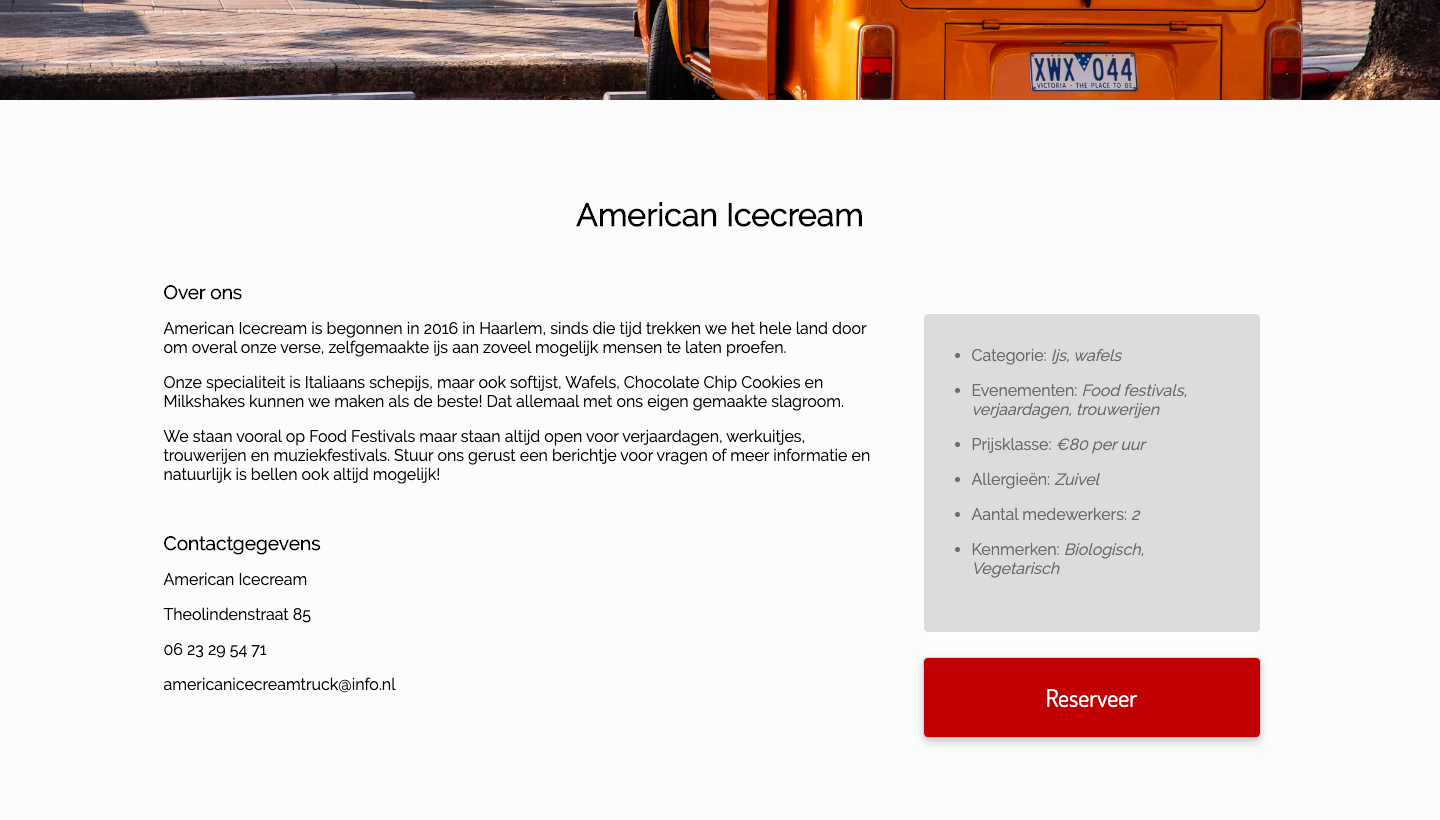 XWX 044
VICTORIA - THE PLACE TO BE
American Icecream
Over ons
American Icecream is begonnen in 2016 in Haarlem, sinds die tijd trekken we het hele land door
om overal onze verse, zelfgemaakte ijs aan zoveel mogelijk mensen te laten proefen.
Onze specialiteit is Italiaans schepijs, maar ook softijst, Wafels, Chocolate Chip Cookies en
Milkshakes kunnen we maken als de beste! Dat allemaal met ons eigen gemaakte slagroom.
We staan vooral op Food Festivals maar staan altijd open voor verjaardagen, werkuitjes,
trouwerijen en muziekfestivals. Stuur ons gerust een berichtje voor vragen of meer informatie en
natuurlijk is bellen ook altijd mogelijk!
Contactgegevens
American Icecream
Theolindenstraat 85
06 23 29 54 71
americanicecreamtruck@info.nl
• Categorie: Ijs, wafels
• Evenementen: Food festivals,
verjaardagen, trouwerijen
• Prijsklasse: €80 per uur
• Allergieën: Zuivel
• Aantal medewerkers: 2
• Kenmerken: Biologisch,
Vegetarisch
Reserveer